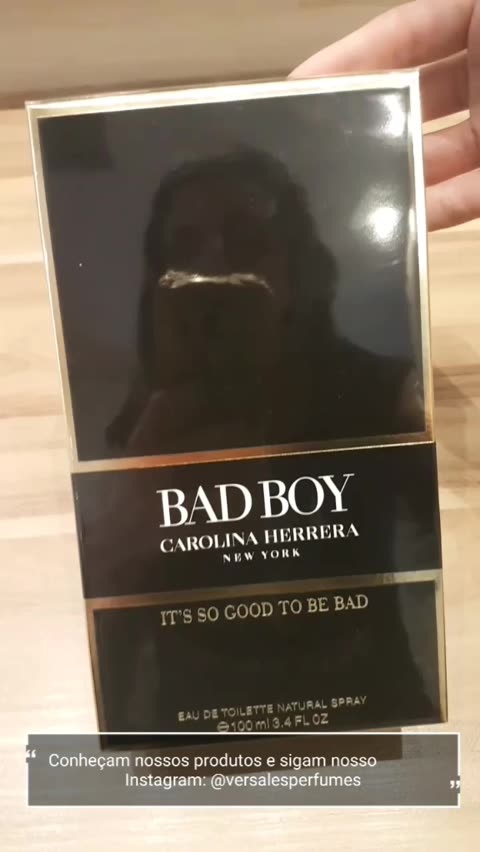 BAD BOY
CAROLINA HERRERA
NEW YORK
IT'S SO GOOD TO BE BAD
EAU DE TOILETTE NATURAL SPRAY
℮100 ml 3.4 FL OZ
“ Conheçam nossos produtos e sigam nosso
Instagram: @versalesperfumes ”